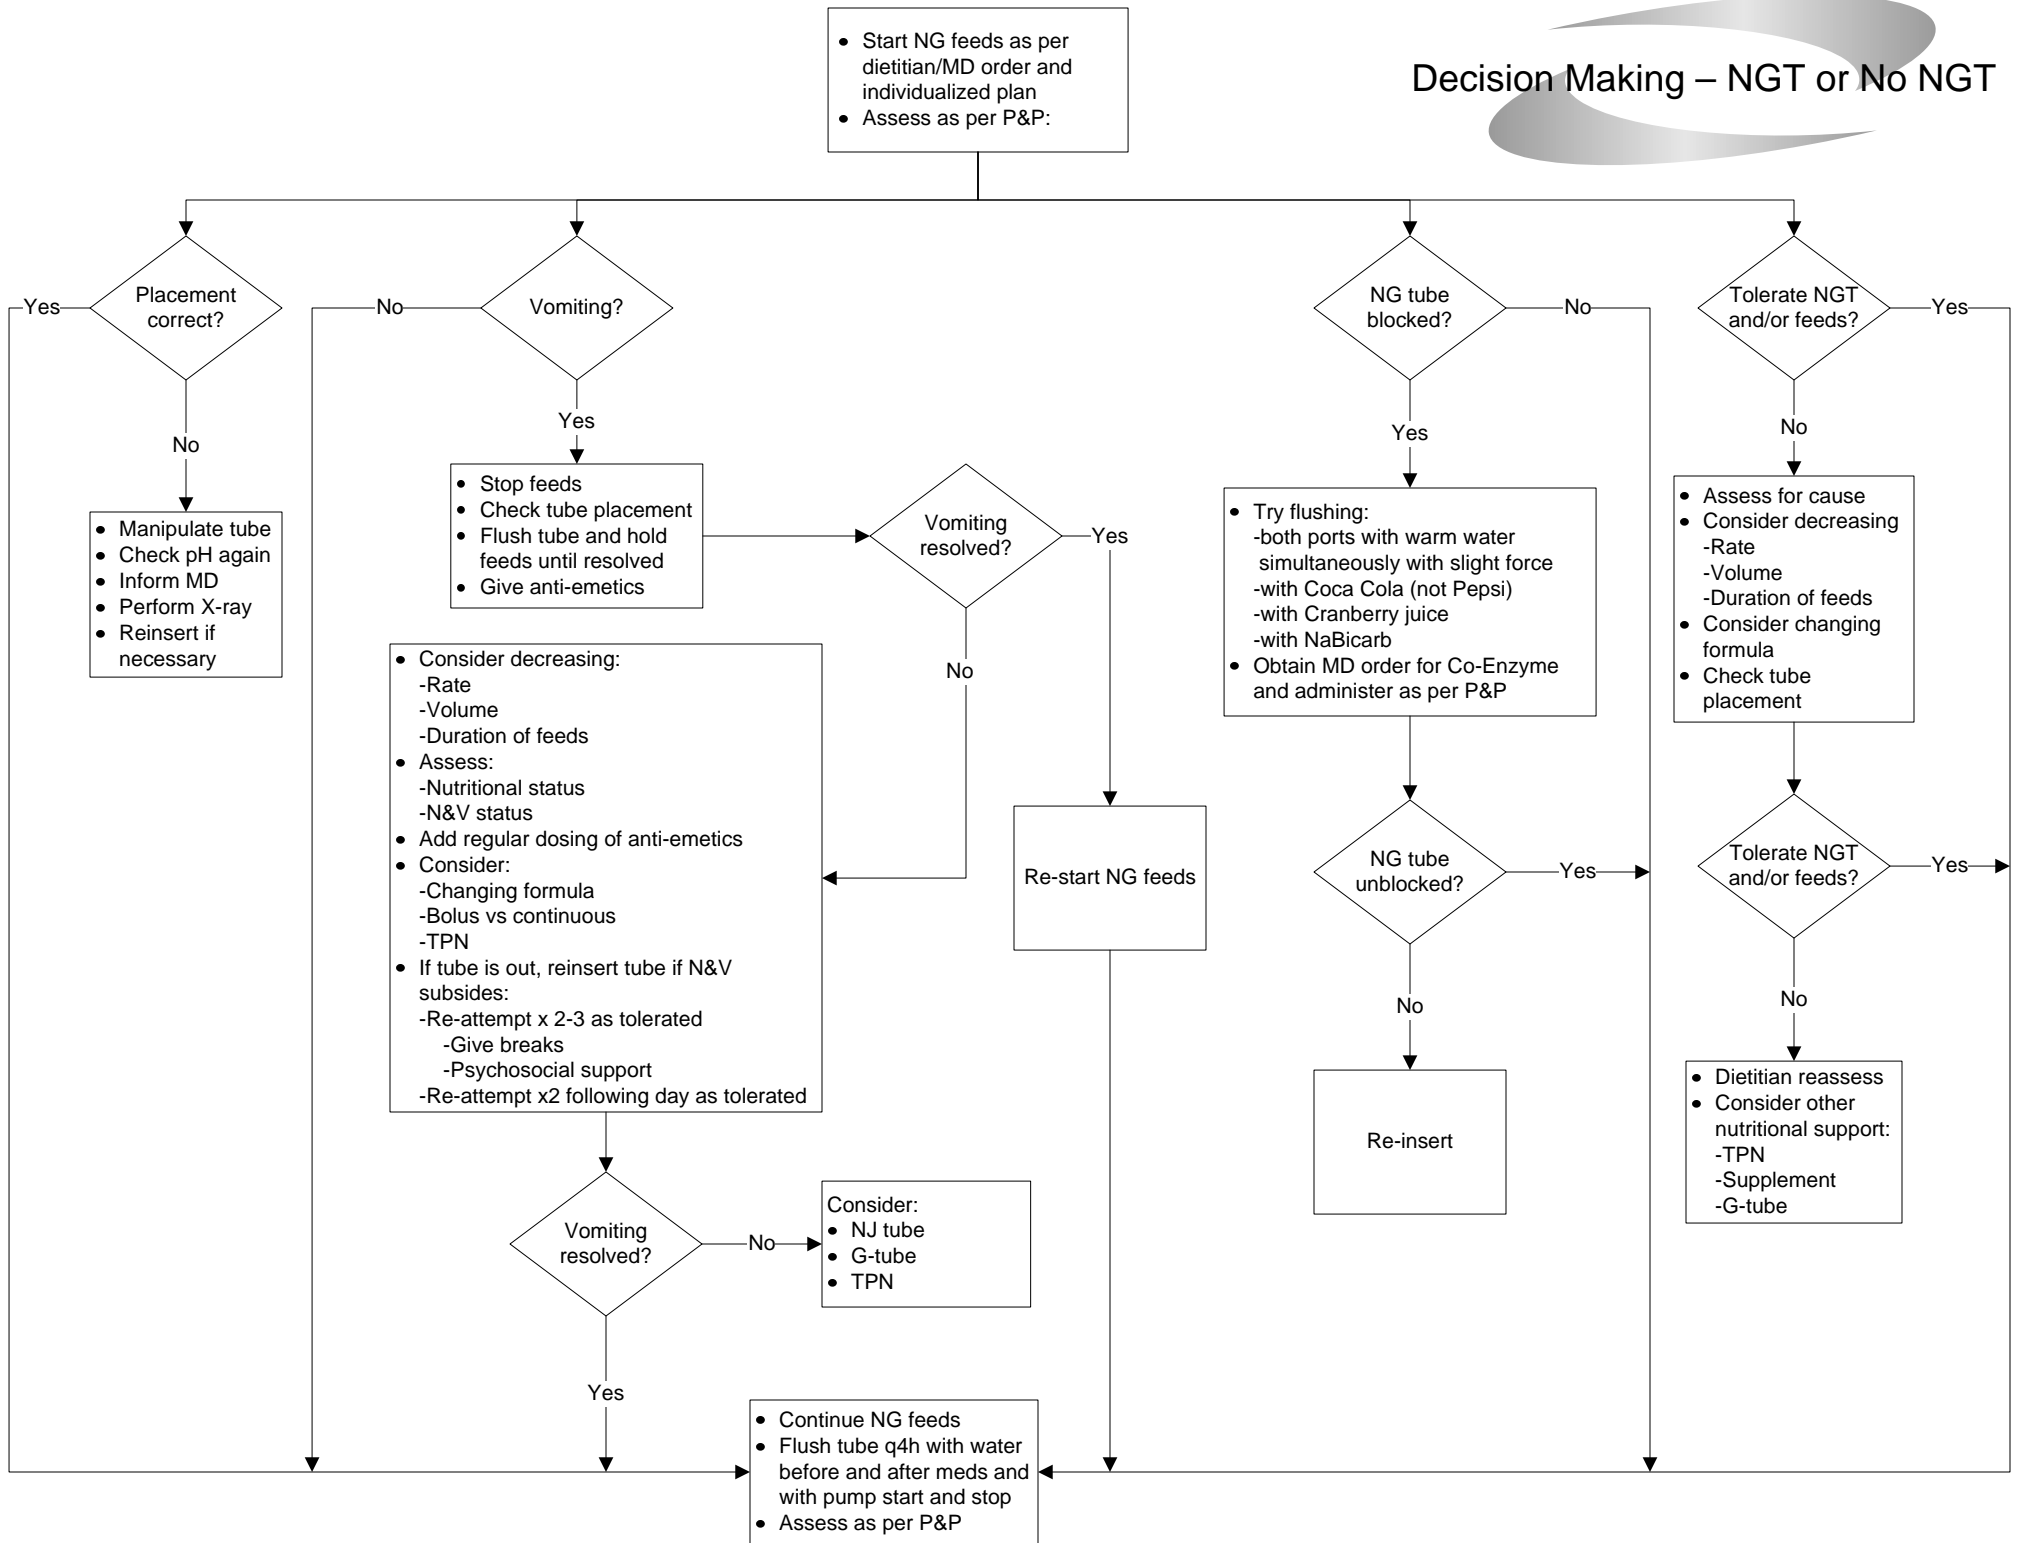 Decision Making – NGT or No NGT
• Start NG feeds as per
dietitian/MD order and
individualized plan
• Assess as per P&P:
Placement
correct?
Yes
No
• Manipulate tube
• Check pH again
• Inform MD
• Perform X-ray
• Reinsert if
necessary
Vomiting?
No
Yes
• Stop feeds
• Check tube placement
• Flush tube and hold
feeds until resolved
• Give anti-emetics
Vomiting
resolved?
Yes
No
Re-start NG feeds
• Consider decreasing:
-Rate
-Volume
-Duration of feeds
• Assess:
-Nutritional status
-N&V status
• Add regular dosing of anti-emetics
• Consider:
-Changing formula
-Bolus vs continuous
-TPN
• If tube is out, reinsert tube if N&V
subsides:
-Re-attempt x 2-3 as tolerated
-Give breaks
-Psychosocial support
-Re-attempt x2 following day as tolerated
Vomiting
resolved?
No
Consider:
• NJ tube
• G-tube
• TPN
Yes
NG tube
blocked?
No
Yes
• Try flushing:
-both ports with warm water
simultaneously with slight force
-with Coca Cola (not Pepsi)
-with Cranberry juice
-with NaBicarb
• Obtain MD order for Co-Enzyme
and administer as per P&P
NG tube
unblocked?
Yes
No
Re-insert
Tolerate NGT
and/or feeds?
Yes
No
• Assess for cause
• Consider decreasing
-Rate
-Volume
-Duration of feeds
• Consider changing
formula
• Check tube
placement
Tolerate NGT
and/or feeds?
Yes
No
• Dietitian reassess
• Consider other
nutritional support:
-TPN
-Supplement
-G-tube
• Continue NG feeds
• Flush tube q4h with water
before and after meds and
with pump start and stop
• Assess as per P&P